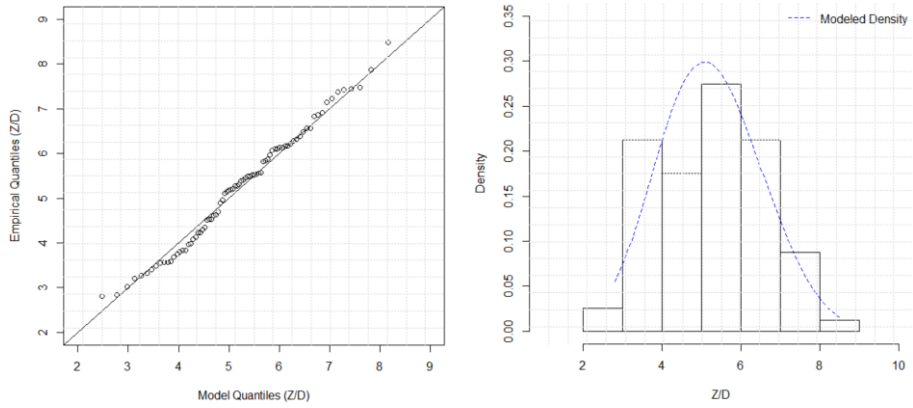 9
8
7
6
5
4
3
2
Empirical Quantiles (Z/D)
2 3 4 5 6 7 8 9
Model Quantiles (Z/D)
Modeled Density
0.35
0.30
0.25
0.20
0.15
0.10
0.05
0.00
Density
2 4 6 8 10
Z/D